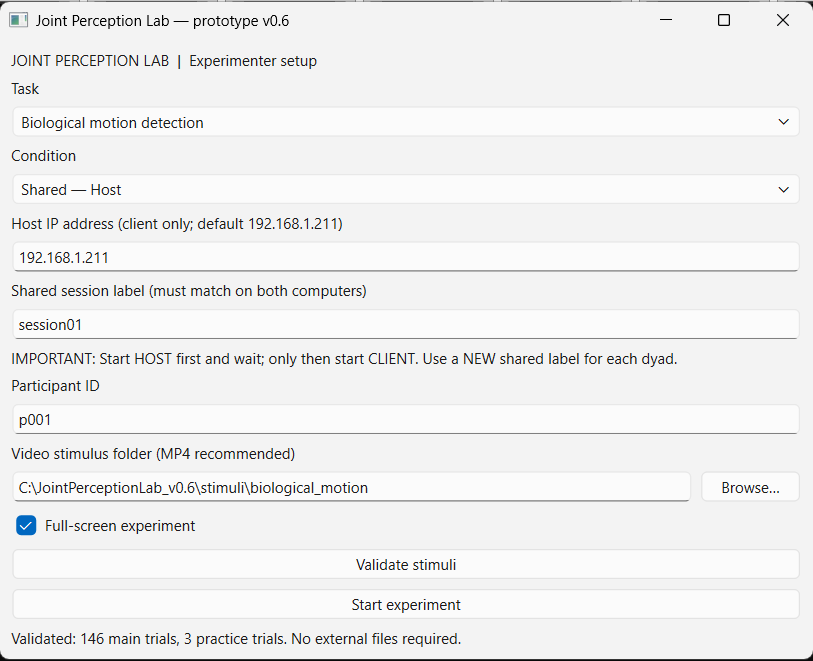 Joint Perception Lab — prototype v0.6
JOINT PERCEPTION LAB | Experimenter setup
Task
Biological motion detection
Condition
Shared — Host
Host IP address (client only; default 192.168.1.211)
192.168.1.211
Shared session label (must match on both computers)
session01
IMPORTANT: Start HOST first and wait; only then start CLIENT. Use a NEW shared label for each dyad.
Participant ID
p001
Video stimulus folder (MP4 recommended)
C:\JointPerceptionLab_v0.6\stimuli\biological_motion
Browse...
Full-screen experiment
Validate stimuli
Start experiment
Validated: 146 main trials, 3 practice trials. No external files required.